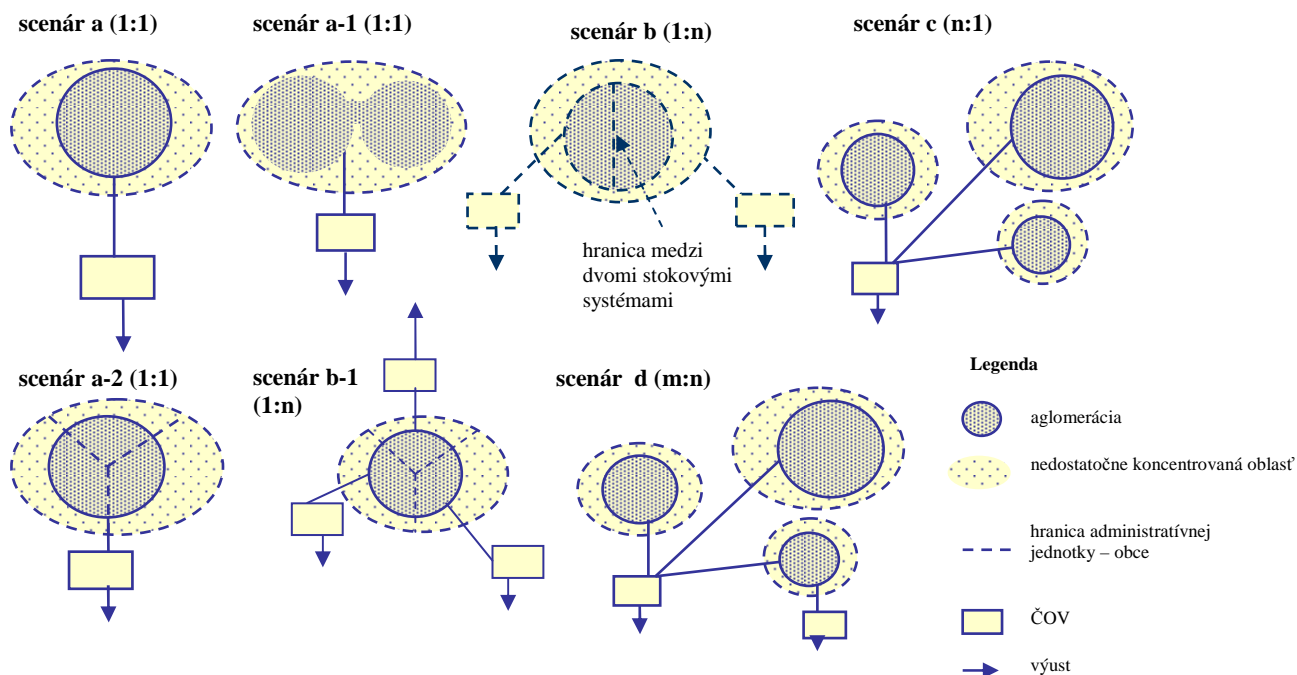 scenár a (1:1)
scenár a-1 (1:1)
scenár b (1:n)
scenár c (n:1)
hranica medzi
dvomi stokovými
systémami
scenár a-2 (1:1)
scenár b-1
(1:n)
scenár d (m:n)
Legenda
aglomerácia
nedostatočne koncentrovaná oblasť
hranica administratívnej
jednotky – obce
ČOV
výust